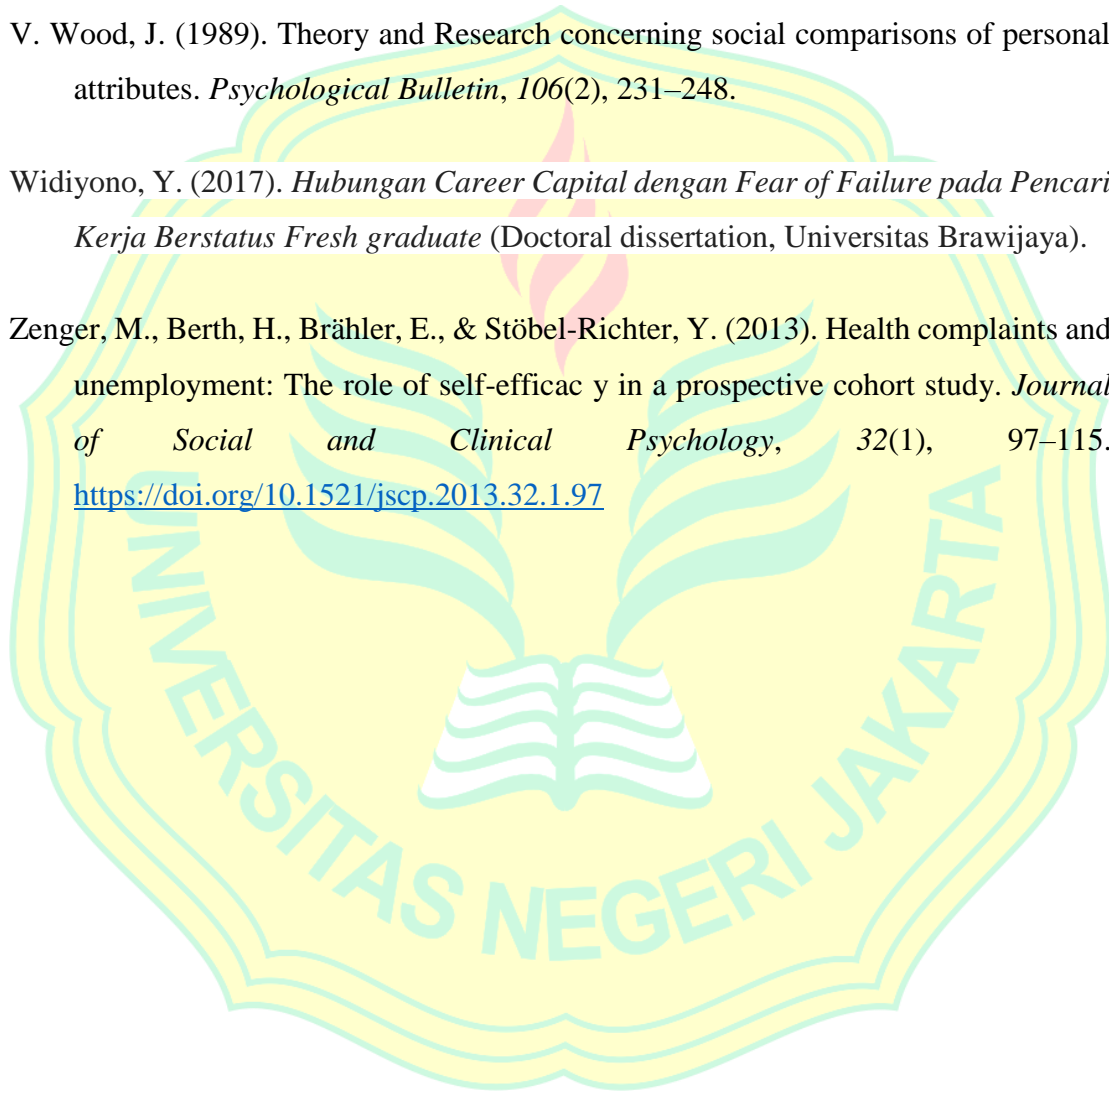 V. Wood, J. (1989). Theory and Research concerning social comparisons of personal
attributes. Psychological Bulletin, 106(2), 231–248.
Widiyono, Y. (2017). Hubungan Career Capital dengan Fear of Failure pada Pencari
Kerja Berstatus Fresh graduate (Doctoral dissertation, Universitas Brawijaya).
Zenger, M., Berth, H., Brähler, E., & Stöbel-Richter, Y. (2013). Health complaints and
unemployment: The role of self-efficac y in a prospective cohort study. Journal
of Social and Clinical Psychology, 32(1), 97–115.
https://doi.org/10.1521/jscp.2013.32.1.97
UNIVERSITAS NEGERI JAKARTA